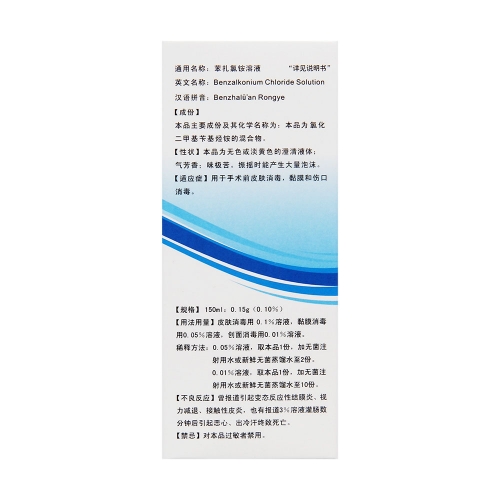 通用名称：苯扎氯铵溶液 “详见说明书”
英文名称：Benzalkonium Chloride Solution
汉语拼音：Benzhalü'an Rongye
【成份】
本品主要成份及其化学名称为：本品为氯化
二甲基苄基烃铵的混合物。
【性状】本品为无色或淡黄色的澄清液体；
气芳香；味极苦。振摇时能产生大量泡沫。
【适应症】用于手术前皮肤消毒，黏膜和伤口
消毒。
【规格】150ml：0.15g（0.10%）
【用法用量】皮肤消毒用 0.1%溶液，黏膜消毒
用0.05%溶液，创面消毒用0.01%溶液。
稀释方法：0.05%溶液，取本品1份，加无菌注
射用水或新鲜无菌蒸馏水至2份。
0.01%溶液，取本品1份，加无菌注
射用水或新鲜无菌蒸馏水至10份。
【不良反应】曾报道引起变态反应性结膜炎、视
力减退、接触性皮炎，也有报道3%溶液灌肠数
分钟后引起恶心、出冷汗终致死亡。
【禁忌】对本品过敏者禁用。